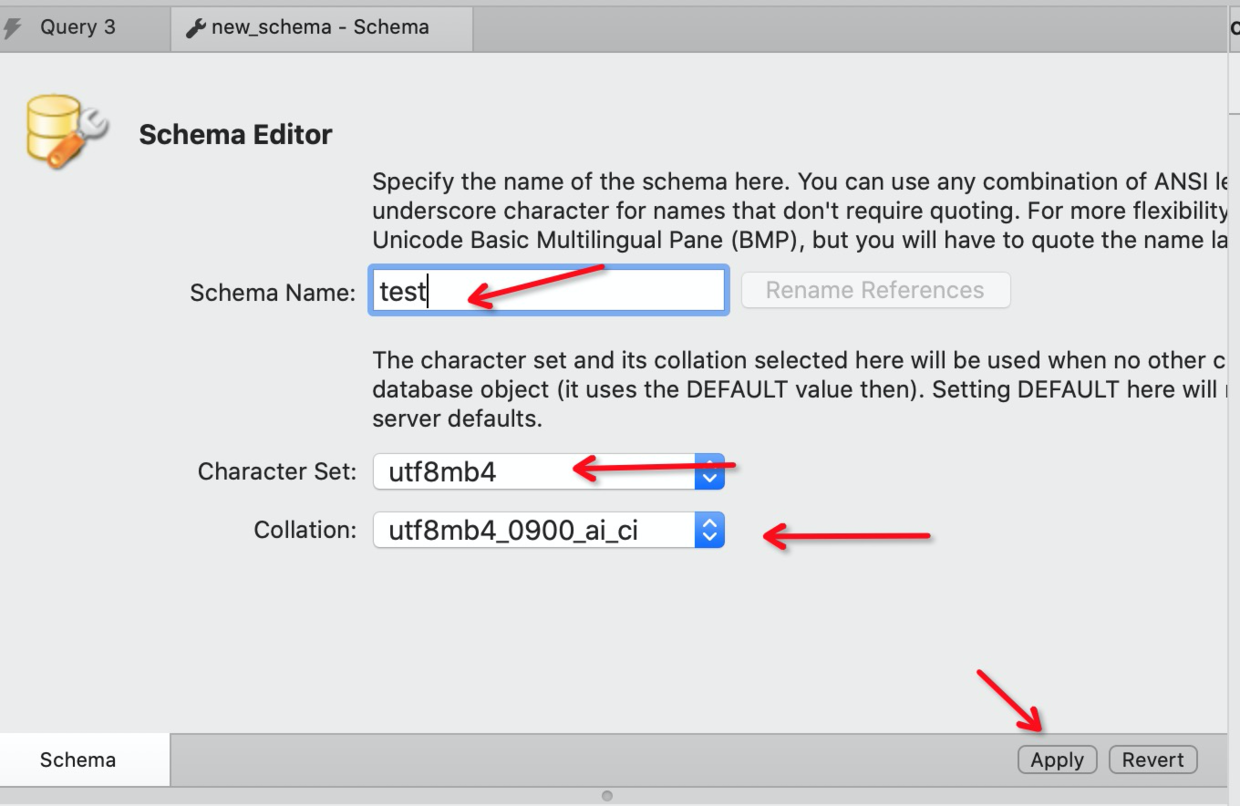 Query 3
new_schema - Schema
Schema Editor
Specify the name of the schema here. You can use any combination of ANSI le
underscore character for names that don't require quoting. For more flexibility
Unicode Basic Multilingual Pane (BMP), but you will have to quote the name la
Schema Name: test Rename References
The character set and its collation selected here will be used when no other c
database object (it uses the DEFAULT value then). Setting DEFAULT here will
server defaults.
Character Set: utf8mb4
Collation: utf8mb4_0900_ai_ci
Schema Apply Revert